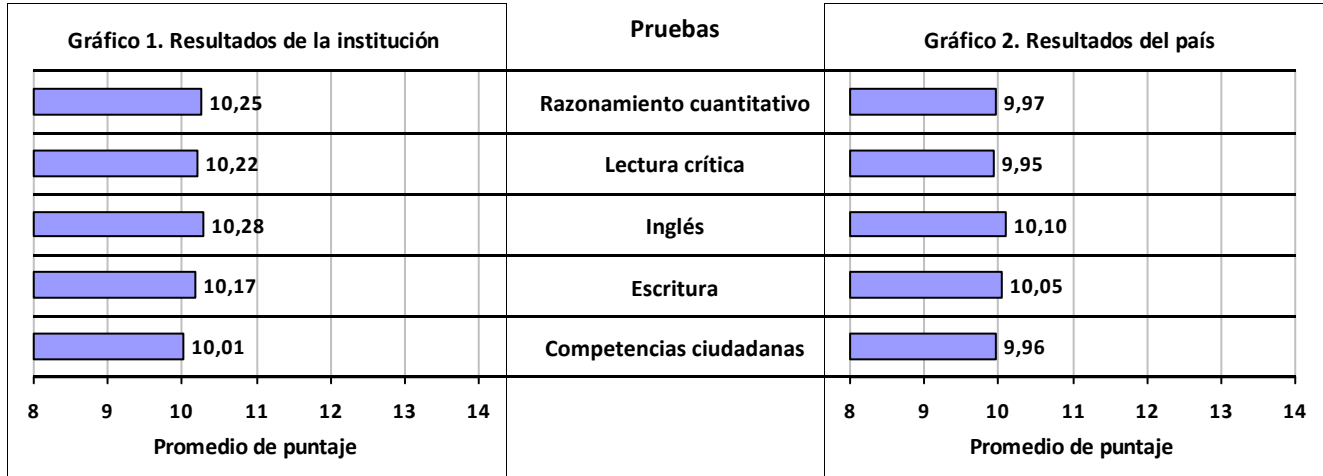 Gráfico 1. Resultados de la institución
Pruebas
Gráfico 2. Resultados del país
10,25
Razonamiento cuantitativo
9,97
10,22
Lectura crítica
9,95
10,28
Inglés
10,10
10,17
Escritura
10,05
10,01
Competencias ciudadanas
9,96
8 9 10 11 12 13 14
Promedio de puntaje
8 9 10 11 12 13 14
Promedio de puntaje